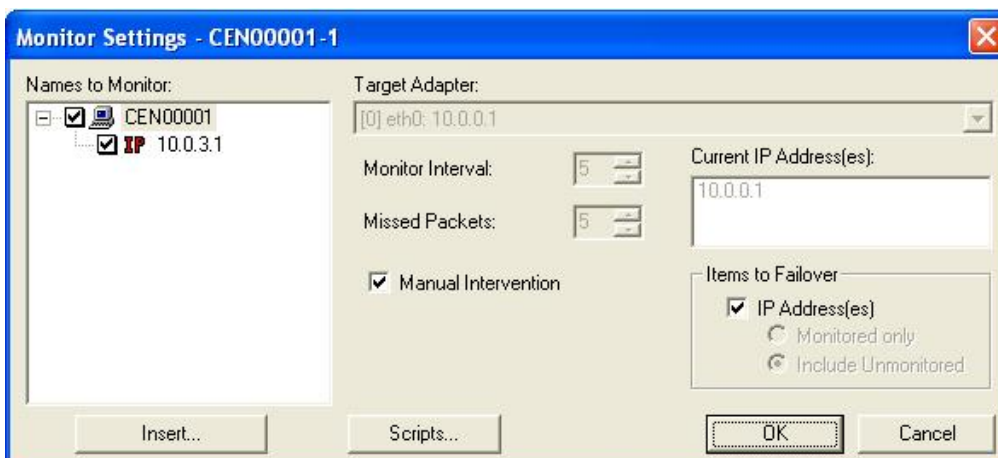 Monitor Settings - CEN00001-1
Names to Monitor:
CEN00001
IP 10.0.3.1
Target Adapter:
[0] eth0: 10.0.0.1
Monitor Interval:
5
Missed Packets:
5
Manual Intervention
Current IP Address(es):
10.0.0.1
Items to Failover
IP Address(es)
Monitored only
Include Unmonitored
Insert...
Scripts...
OK
Cancel